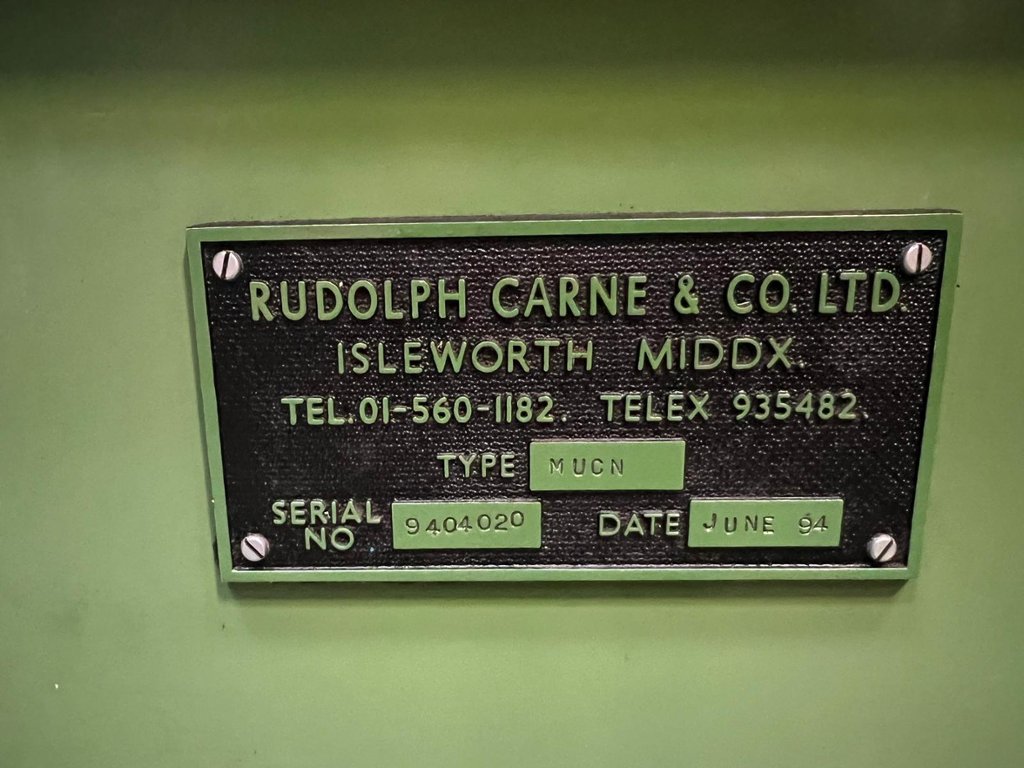 RUDOLPH CARNE & CO. LTD.
ISLEWORTH MIDDX.
TEL.01-560-1182. TELEX 935482.
TYPE MUCN
SERIAL NO 9404020 DATE JUNE 94